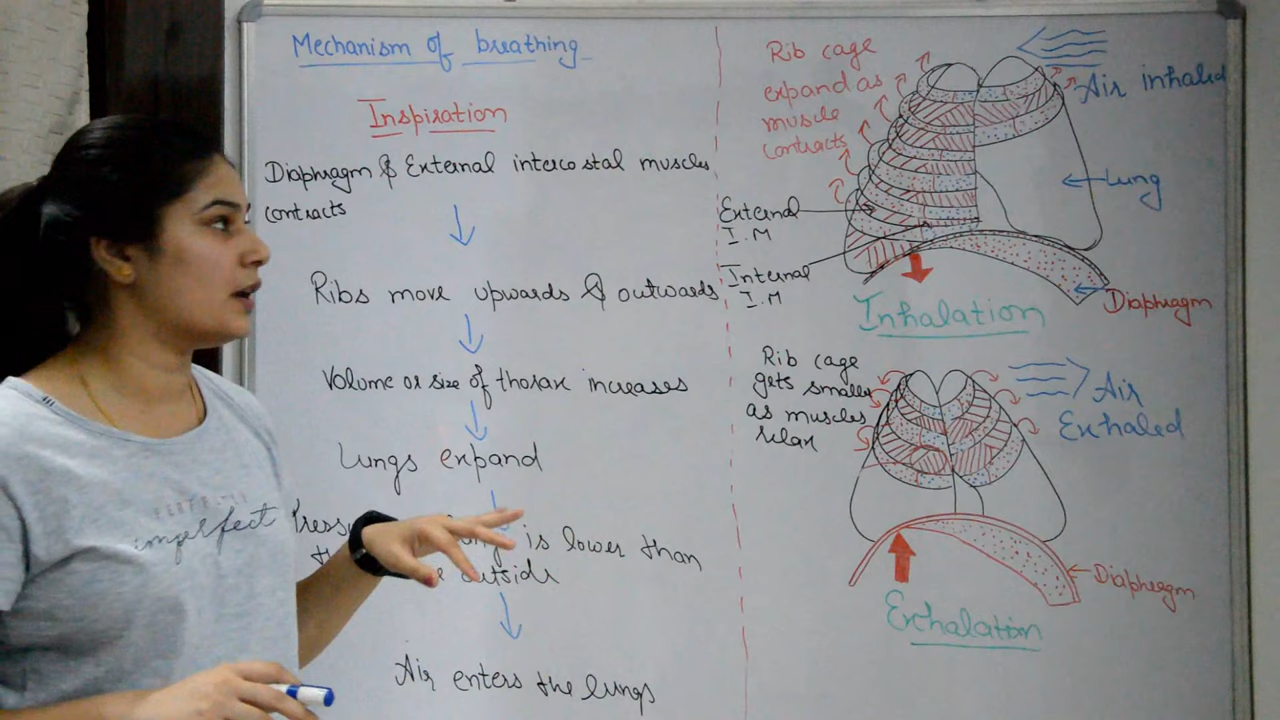 Mechanism of breathing
Inspiration
Diaphragm & External intercostal muscles
contracts
Ribs move upwards & outwards
Volume or size of thorax increases
Lungs expand
is lower than
outside
Air enters the lungs
Rib cage
expand as
muscle
contracts
Air inhaled
Lung
External
I.M
Internal
I.M
Diaphragm
Inhalation
Rib cage
gets smaller
as muscles
relax
Air
Exhaled
Diaphragm
Exhalation
imperfect